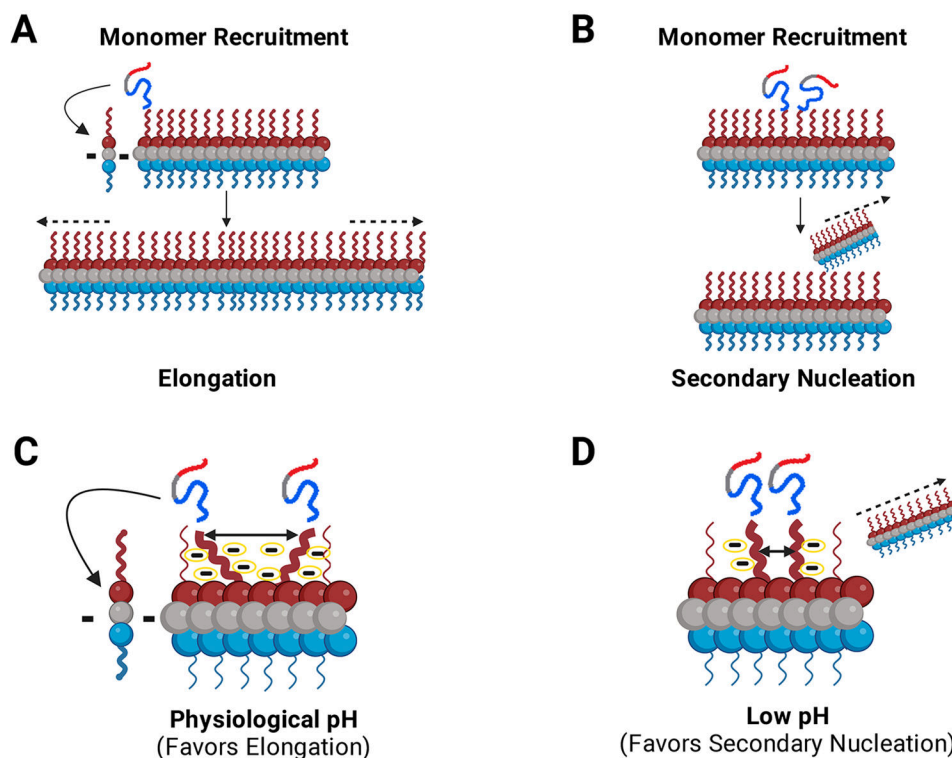 A
Monomer Recruitment
Elongation
B
Monomer Recruitment
Secondary Nucleation
C
Physiological pH
(Favors Elongation)
D
Low pH
(Favors Secondary Nucleation)